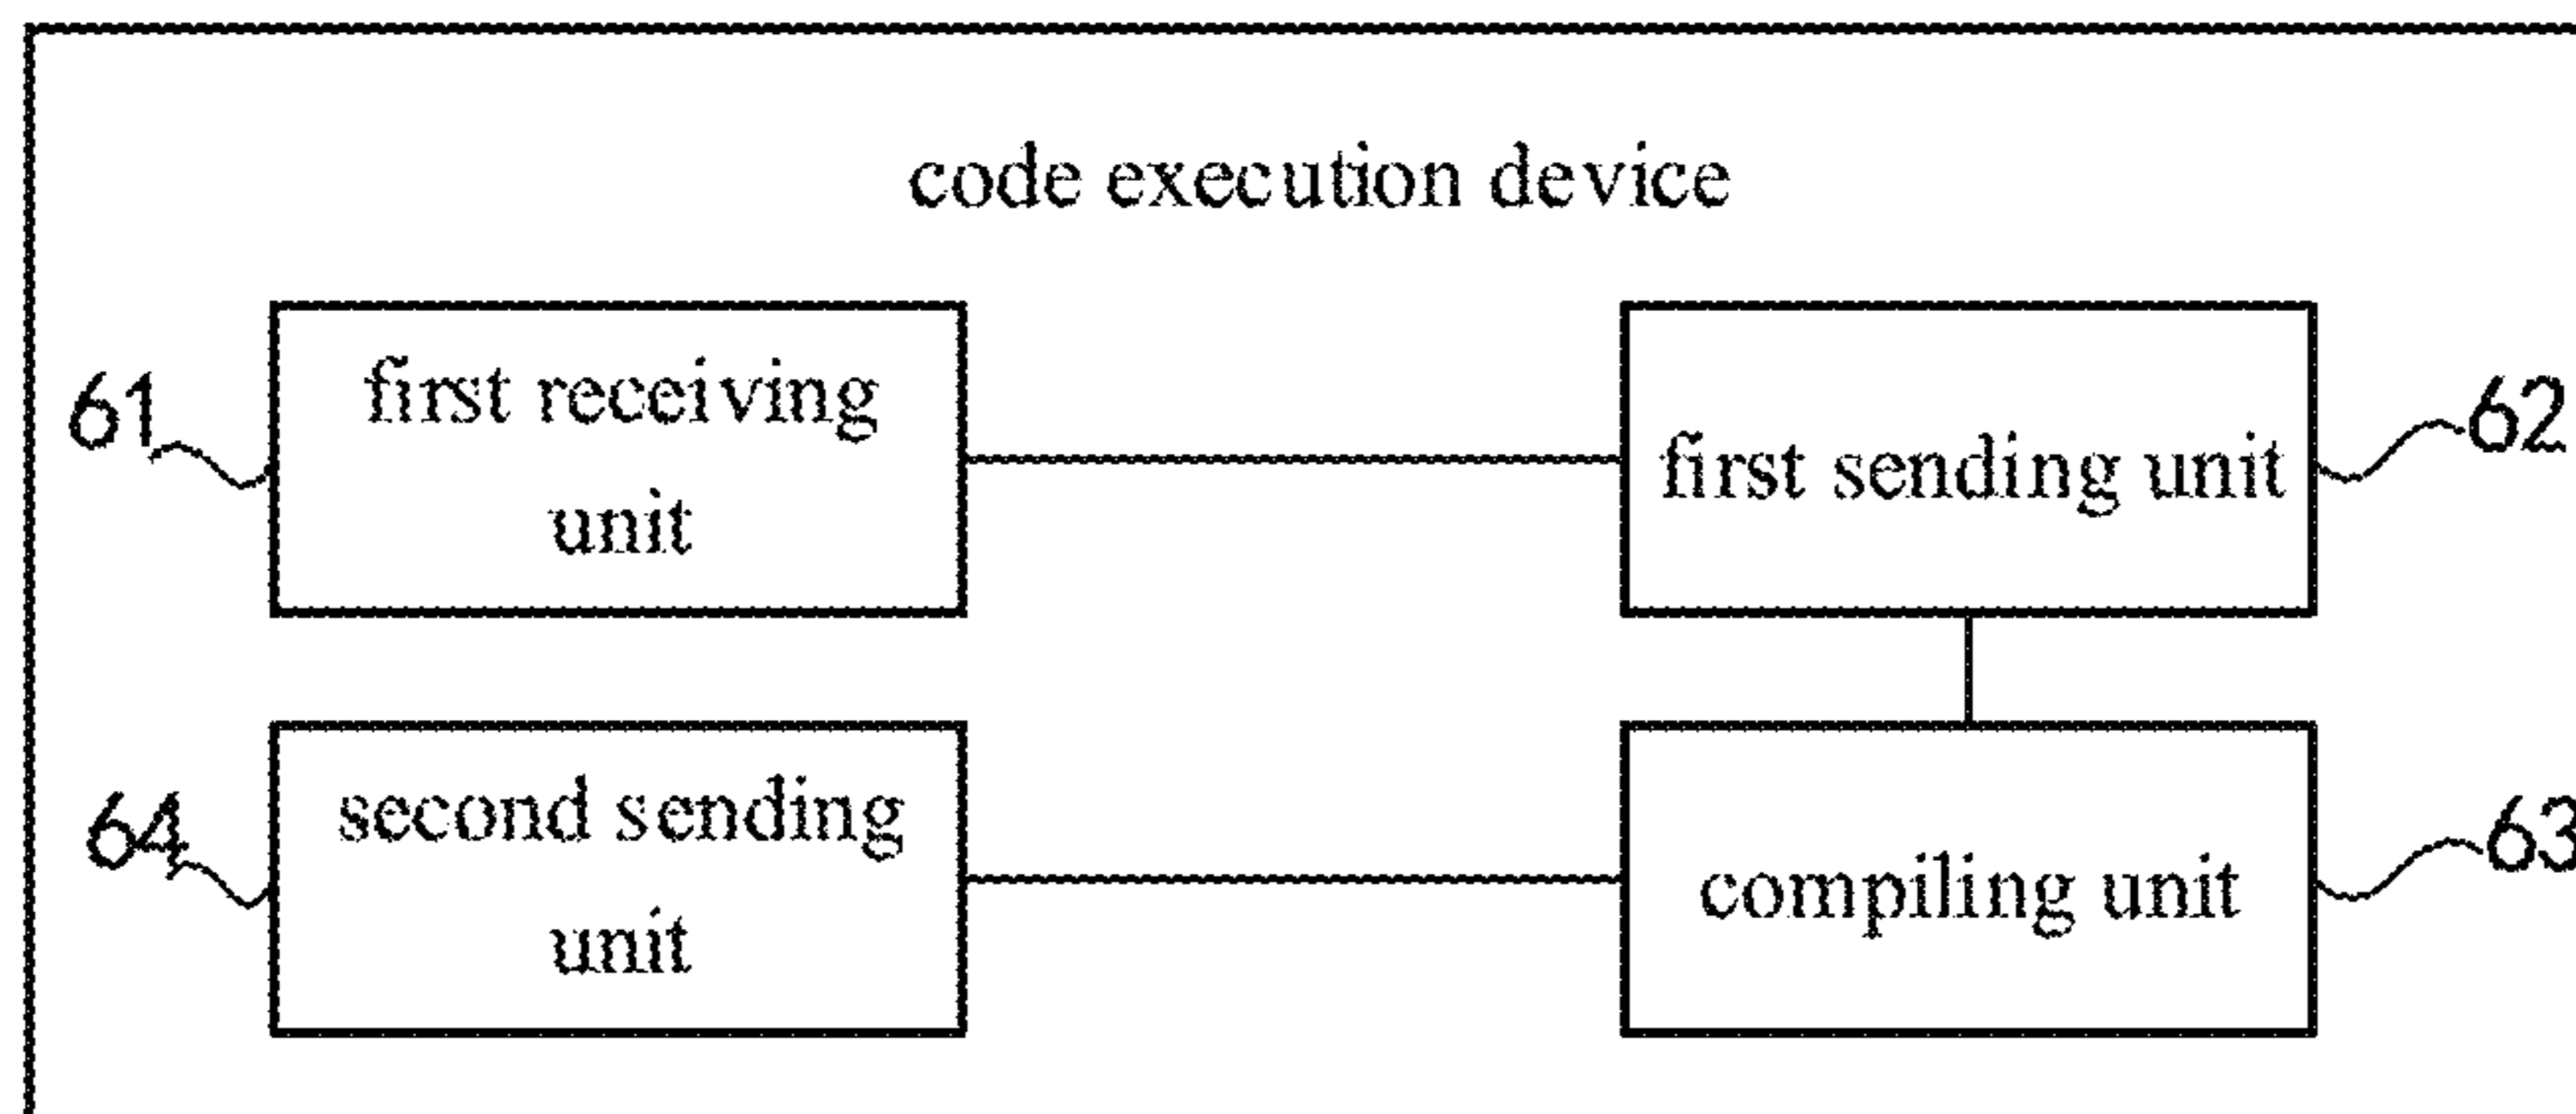 code execution device
61
first receiving
unit
first sending unit
62
64
second sending
unit
compiling unit
63